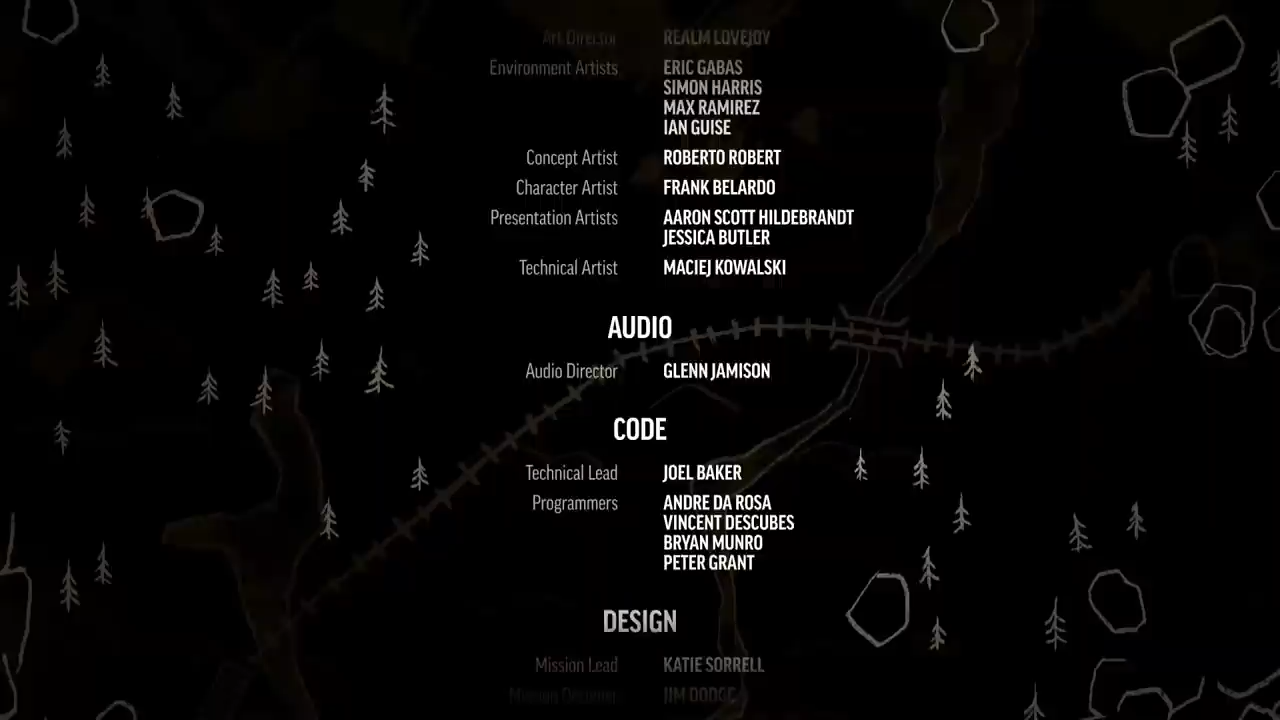 Art Director REALM LOVEJOY
Environment Artists ERIC GABAS
SIMON HARRIS
MAX RAMIREZ
IAN GUISE
Concept Artist ROBERTO ROBERT
Character Artist FRANK BELARDO
Presentation Artists AARON SCOTT HILDEBRANDT
JESSICA BUTLER
Technical Artist MACIEJ KOWALSKI
AUDIO
Audio Director GLENN JAMISON
CODE
Technical Lead JOEL BAKER
Programmers ANDRE DA ROSA
VINCENT DESCUBES
BRYAN MUNRO
PETER GRANT
DESIGN
Mission Lead KATIE SORRELL
Mission Designer JIM DODGE